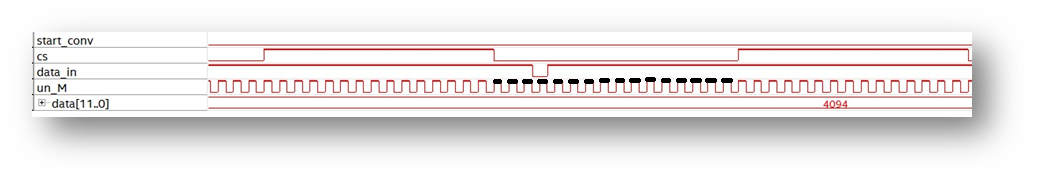 start_conv
cs
data_in
un_M
data[11..0]
4094